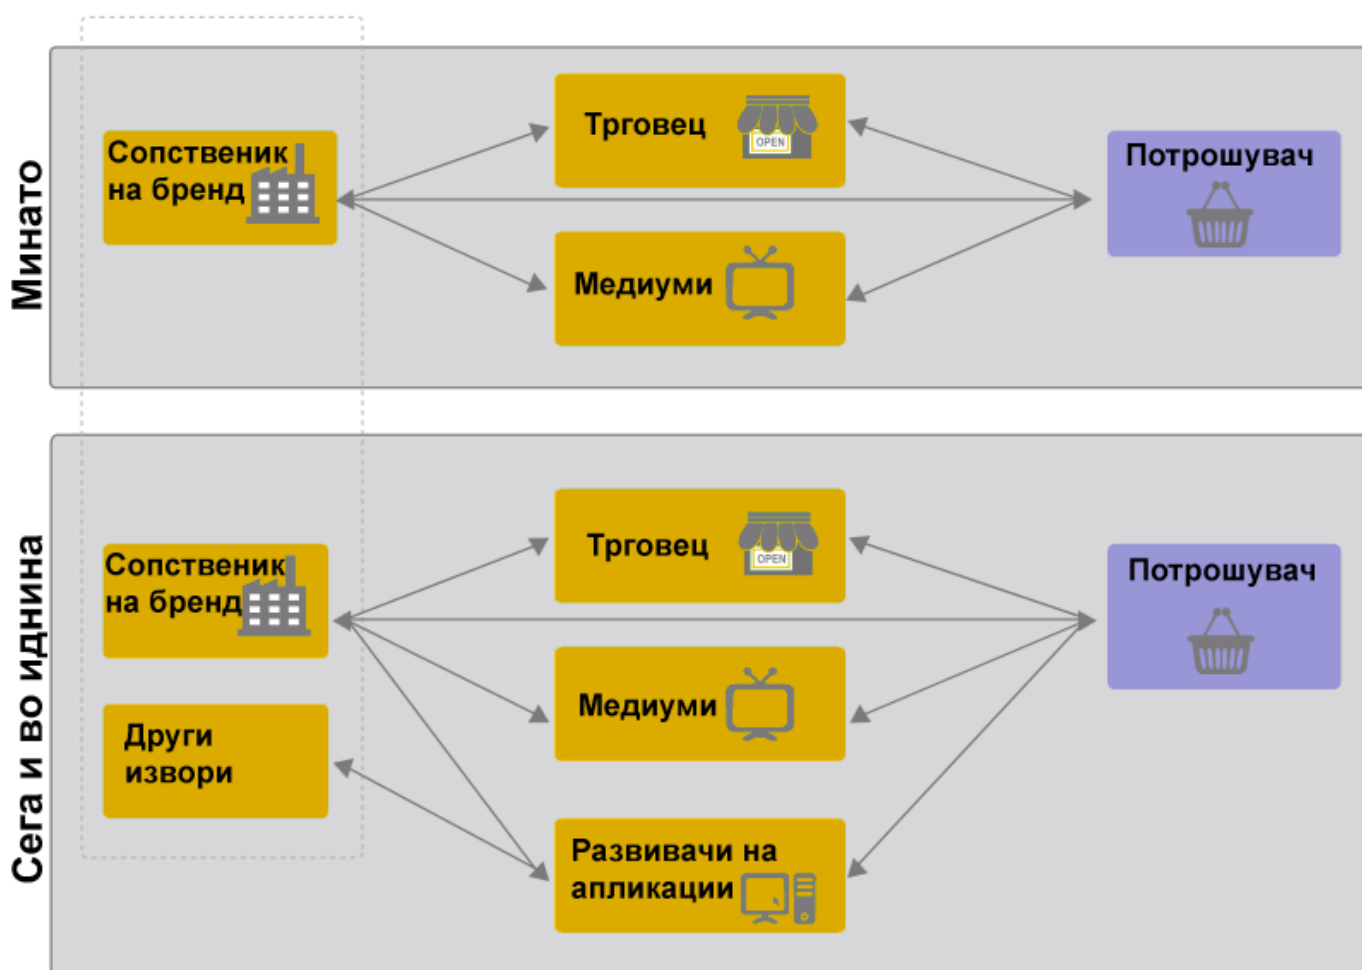 Минато
Сопственик
на бренд
Трговец
OPEN
Медиуми
Потрошувач
Сега и во иднина
Сопственик
на бренд
Други
извори
Трговец
OPEN
Медиуми
Развивачи на
апликации
Потрошувач